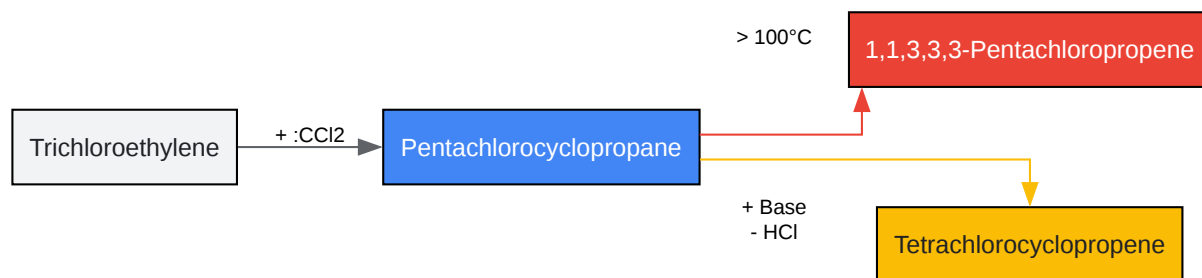 > 100°C
1,1,3,3,3-Pentachloropropene
Trichloroethylene
+ :CCl2
Pentachlorocyclopropane
+ Base
- HCl
Tetrachlorocyclopropene